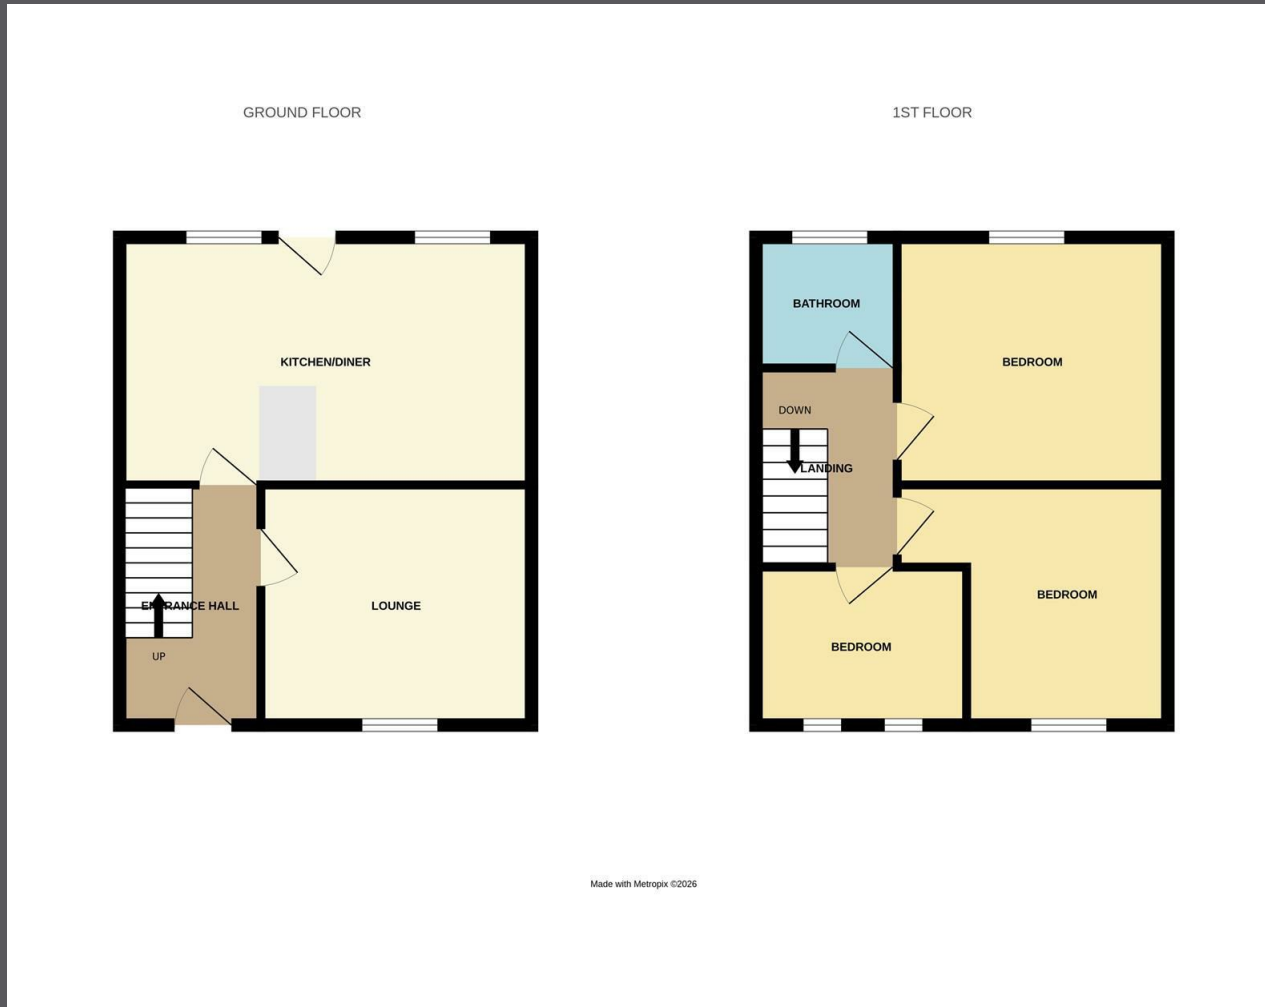 GROUND FLOOR
1ST FLOOR
KITCHEN/DINER
ENTRANCE HALL
UP
LOUNGE
BATHROOM
BEDROOM
DOWN
LANDING
BEDROOM
BEDROOM
Made with Metropix ©2026